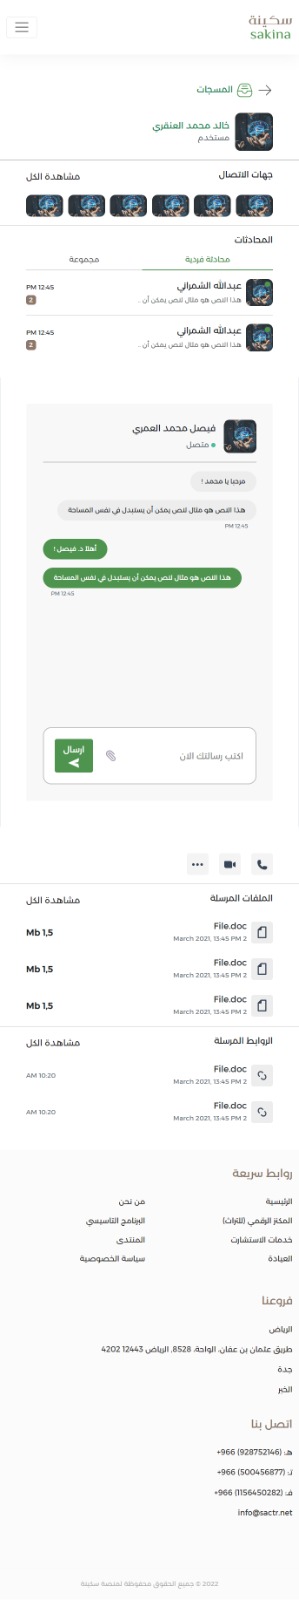 سكينة
sakina
المسجات
خالد محمد العنقري
مستخدم
جهات الاتصال
مشاهدة الكل
المحادثات
محادثة فردية
مجموعة
عبدالله الشمراني
PM 12:45
هذا النص هو مثال لنص يمكن أن ...
2
عبدالله الشمراني
PM 12:45
هذا النص هو مثال لنص يمكن أن ...
2
فيصل محمد العمري
متصل
مرحبا يا محمد !
هذا النص هو مثال لنص يمكن أن يستبدل في نفس المساحة
PM 12:45
أهلا د. فيصل !
هذا النص هو مثال لنص يمكن أن يستبدل في نفس المساحة
PM 12:45
اكتب رسالتك الان
ارسال
الملفات المرسلة
مشاهدة الكل
File.doc
March 2021, 13:45 PM 2
Mb 1,5
File.doc
March 2021, 13:45 PM 2
Mb 1,5
File.doc
March 2021, 13:45 PM 2
Mb 1,5
الروابط المرسلة
مشاهدة الكل
File.doc
March 2021, 13:45 PM 2
AM 10:20
File.doc
March 2021, 13:45 PM 2
AM 10:20
روابط سريعة
الرئيسية
من نحن
المكنز الرقمي (للتراث)
البرنامج التاسيسي
خدمات الاستشارت
المنتدى
العيادة
سياسة الخصوصية
فروعنا
الرياض
طريق عثمان بن عفان، الواحة، 8528، الرياض 12443 4202
جدة
الخبر
اتصل بنا
هـ: (928752146) 966+
تـ: (500456877) 966+
فـ: (1156450282) 966+
info@sactr.net
2022 © جميع الحقوق محفوظة لمنصة سكينة